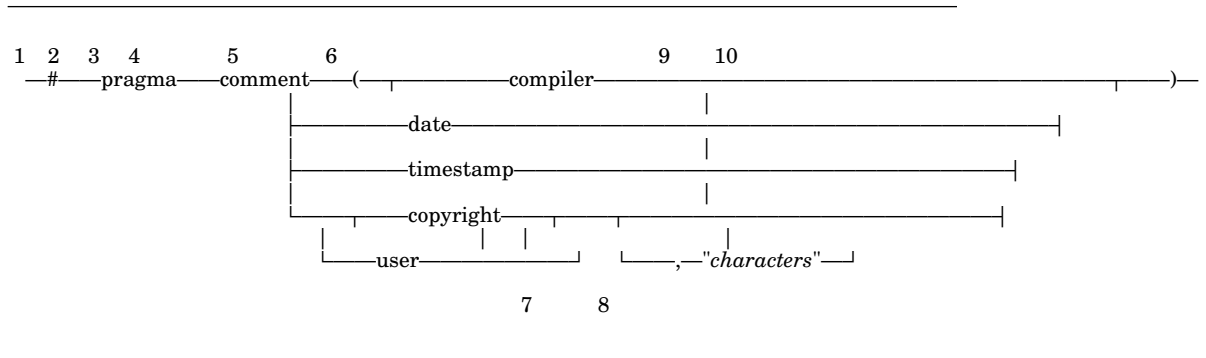 1 2 3 4 5 6 9 10
# pragma comment ( compiler )
date
timestamp
copyright
user , "characters"
7 8